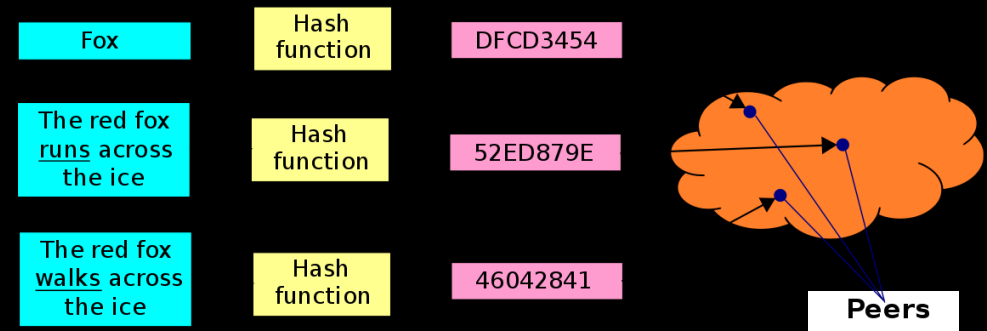 Fox
Hash
function
DFCD3454
The red fox
runs across
the ice
Hash
function
52ED879E
The red fox
walks across
the ice
Hash
function
46042841
Peers